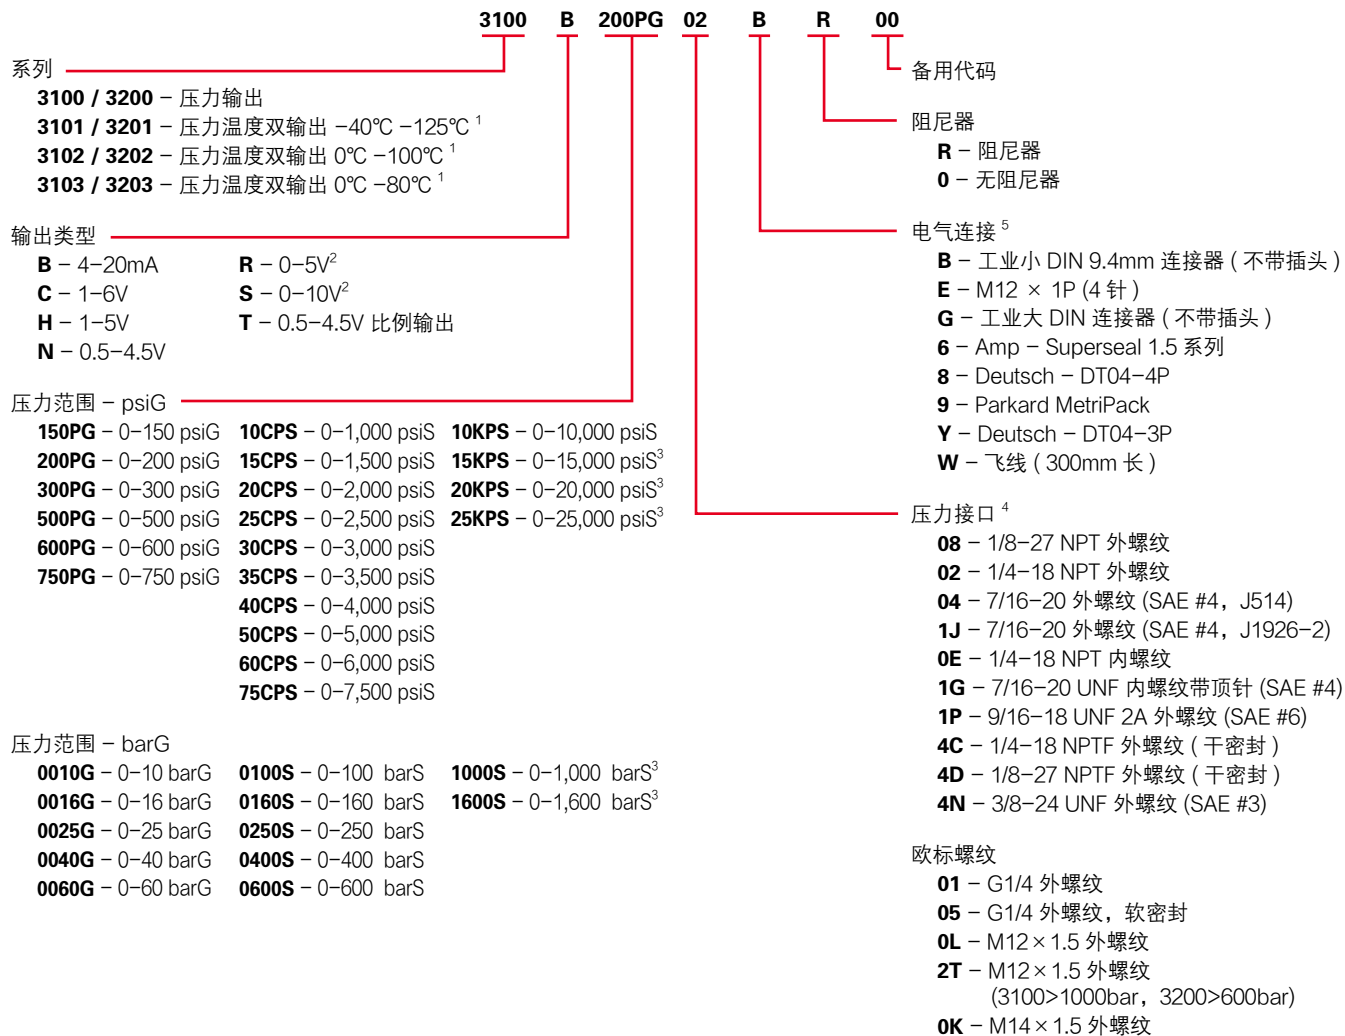 3100 B 200PG 02 B R 00
系列
3100 / 3200 – 压力输出
3101 / 3201 – 压力温度双输出 –40℃ –125℃ ¹
3102 / 3202 – 压力温度双输出 0℃ –100℃ ¹
3103 / 3203 – 压力温度双输出 0℃ –80℃ ¹
输出类型
B – 4–20mA
C – 1–6V
H – 1–5V
N – 0.5–4.5V
R – 0–5V²
S – 0–10V²
T – 0.5–4.5V 比例输出
压力范围 – psiG
150PG – 0–150 psiG
200PG – 0–200 psiG
300PG – 0–300 psiG
500PG – 0–500 psiG
600PG – 0–600 psiG
750PG – 0–750 psiG
10CPS – 0–1,000 psiS
15CPS – 0–1,500 psiS
20CPS – 0–2,000 psiS
25CPS – 0–2,500 psiS
30CPS – 0–3,000 psiS
35CPS – 0–3,500 psiS
40CPS – 0–4,000 psiS
50CPS – 0–5,000 psiS
60CPS – 0–6,000 psiS
75CPS – 0–7,500 psiS
10KPS – 0–10,000 psiS
15KPS – 0–15,000 psiS³
20KPS – 0–20,000 psiS³
25KPS – 0–25,000 psiS³
压力范围 – barG
0010G – 0–10 barG
0016G – 0–16 barG
0025G – 0–25 barG
0040G – 0–40 barG
0060G – 0–60 barG
0100S – 0–100 barS
0160S – 0–160 barS
0250S – 0–250 barS
0400S – 0–400 barS
0600S – 0–600 barS
1000S – 0–1,000 barS³
1600S – 0–1,600 barS³
备用代码
阻尼器
R – 阻尼器
0 – 无阻尼器
电气连接 ⁵
B – 工业小 DIN 9.4mm 连接器 ( 不带插头 )
E – M12 × 1P (4 针 )
G – 工业大 DIN 连接器 ( 不带插头 )
6 – Amp – Superseal 1.5 系列
8 – Deutsch – DT04–4P
9 – Parkard MetriPack
Y – Deutsch – DT04–3P
W – 飞线 ( 300mm 长 )
压力接口 ⁴
08 – 1/8–27 NPT 外螺纹
02 – 1/4–18 NPT 外螺纹
04 – 7/16–20 外螺纹 (SAE #4，J514)
1J – 7/16–20 外螺纹 (SAE #4，J1926–2)
0E – 1/4–18 NPT 内螺纹
1G – 7/16–20 UNF 内螺纹带顶针 (SAE #4)
1P – 9/16–18 UNF 2A 外螺纹 (SAE #6)
4C – 1/4–18 NPTF 外螺纹 ( 干密封 )
4D – 1/8–27 NPTF 外螺纹 ( 干密封 )
4N – 3/8–24 UNF 外螺纹 (SAE #3)
欧标螺纹
01 – G1/4 外螺纹
05 – G1/4 外螺纹，软密封
0L – M12×1.5 外螺纹
2T – M12×1.5 外螺纹
(3100>1000bar，3200>600bar)
0K – M14×1.5 外螺纹